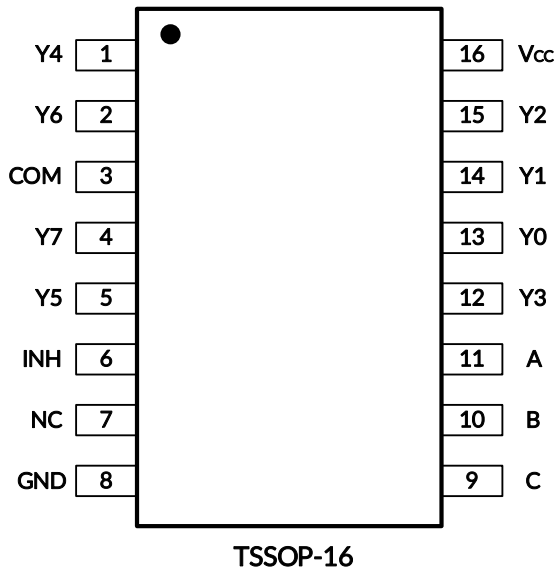 Y4 1 16 Vcc
Y6 2 15 Y2
COM 3 14 Y1
Y7 4 13 Y0
Y5 5 12 Y3
INH 6 11 A
NC 7 10 B
GND 8 9 C
TSSOP-16